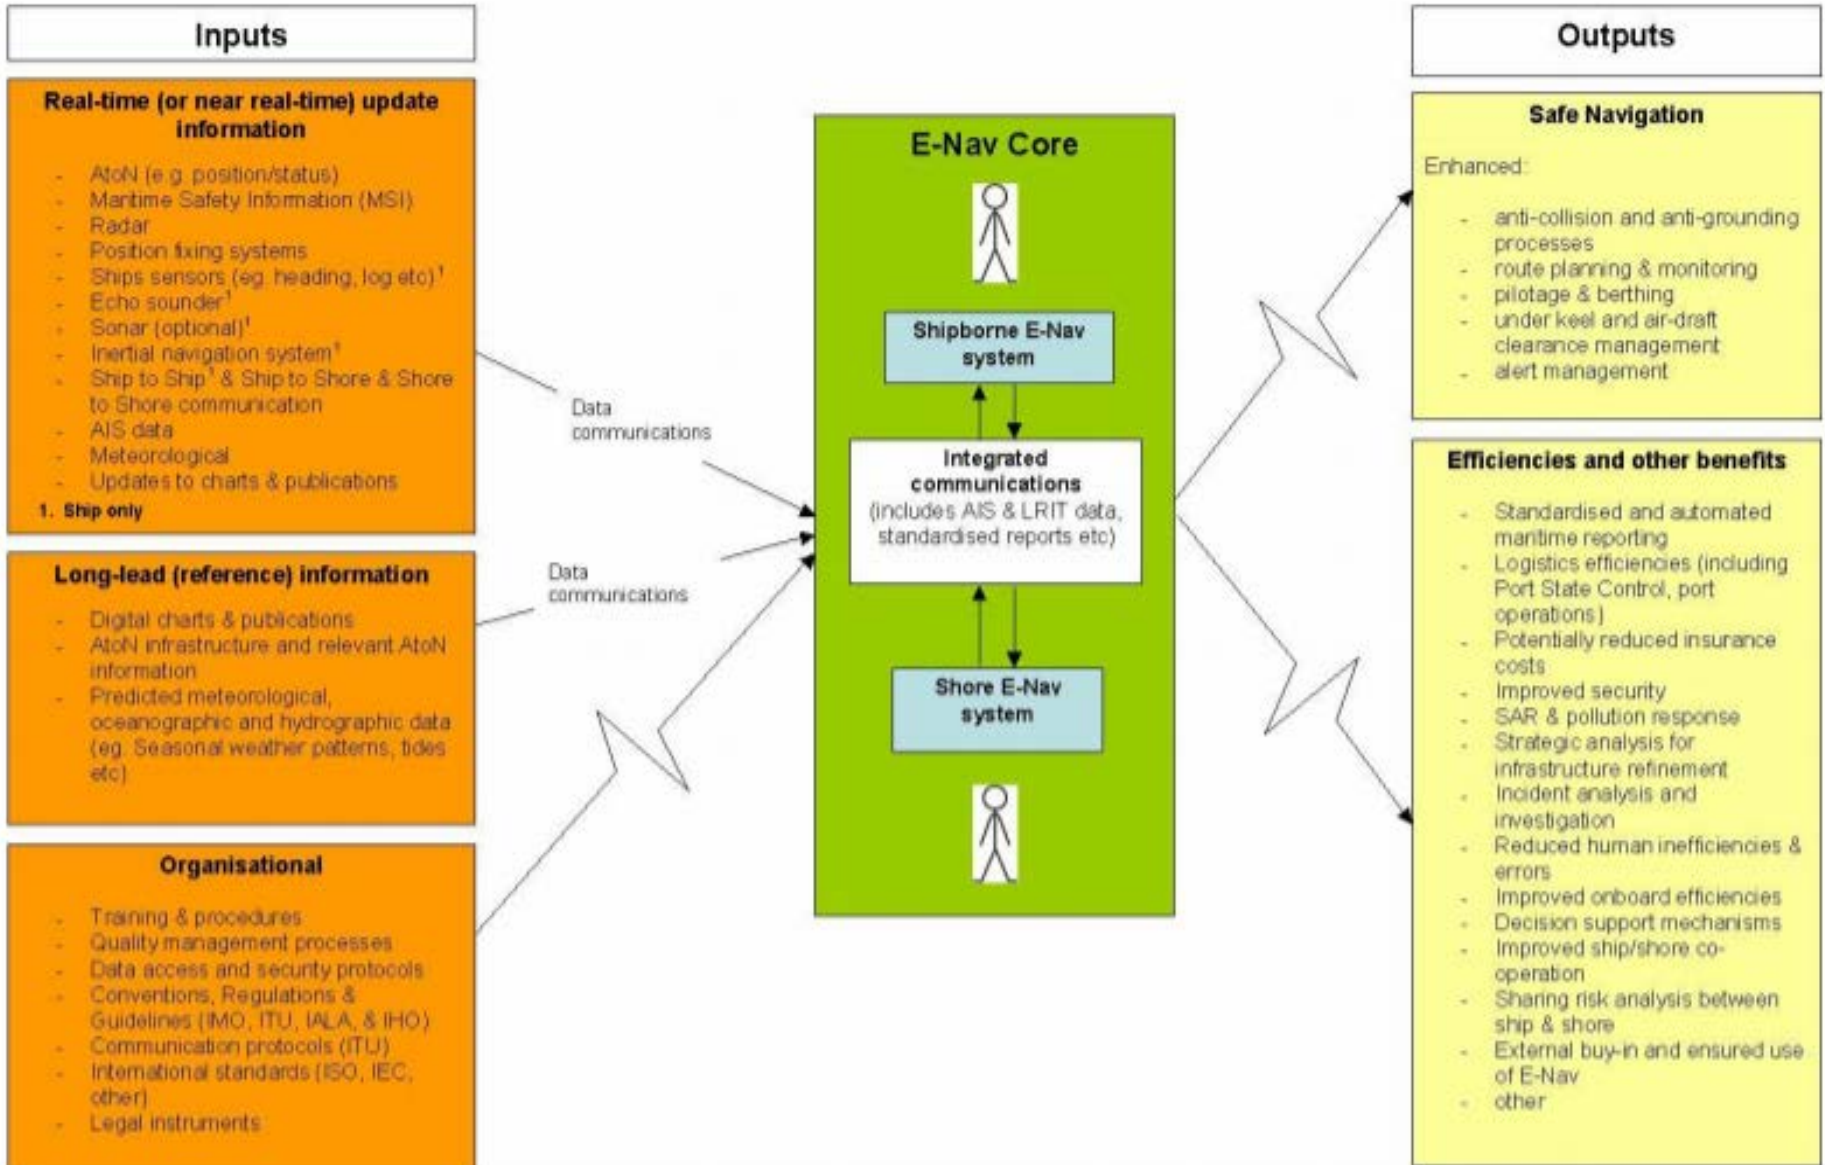 Inputs
Real-time (or near real-time) update
information
- AtoN (e.g. position/status)
- Maritime Safety Information (MSI)
- Radar
- Position fixing systems
- Ships sensors (eg. heading, log etc)¹
- Echo sounder¹
- Sonar (optional)¹
- Inertial navigation system¹
- Ship to Ship¹ & Ship to Shore & Shore
to Shore communication
- AIS data
- Meteorological
- Updates to charts & publications
1. Ship only
Long-lead (reference) information
- Digital charts & publications
- AtoN infrastructure and relevant AtoN
information
- Predicted meteorological,
oceanographic and hydrographic data
(eg. Seasonal weather patterns, tides
etc)
Organisational
- Training & procedures
- Quality management processes
- Data access and security protocols
- Conventions, Regulations &
Guidelines (IMO, ITU, IALA, & IHO)
- Communication protocols (ITU)
- International standards (ISO, IEC,
other)
- Legal instruments
Data
communications
Data
communications
E-Nav Core
Shipborne E-Nav
system
Integrated
communications
(includes AIS & LRIT data,
standardised reports etc)
Shore E-Nav
system
Outputs
Safe Navigation
Enhanced:
- anti-collision and anti-grounding
processes
- route planning & monitoring
- pilotage & berthing
- under keel and air-draft
clearance management
- alert management
Efficiencies and other benefits
- Standardised and automated
maritime reporting
- Logistics efficiencies (including
Port State Control, port
operations)
- Potentially reduced insurance
costs
- Improved security
- SAR & pollution response
- Strategic analysis for
infrastructure refinement
- Incident analysis and
investigation
- Reduced human inefficiencies &
errors
- Improved onboard efficiencies
- Decision support mechanisms
- Improved ship/shore co-
operation
- Sharing risk analysis between
ship & shore
- External buy-in and ensured use
of E-Nav
- other